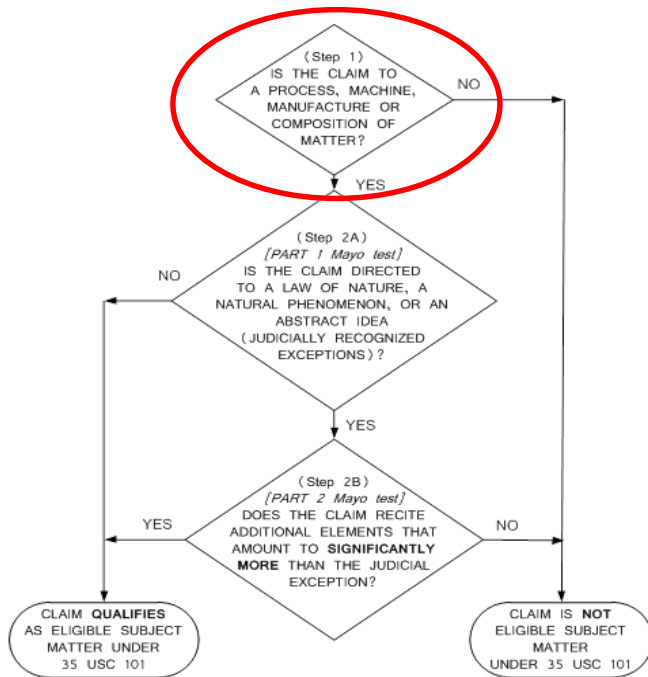 (Step 1)
IS THE CLAIM TO
A PROCESS, MACHINE,
MANUFACTURE OR
COMPOSITION OF
MATTER?
NO
YES
(Step 2A)
[PART 1 Mayo test]
IS THE CLAIM DIRECTED
TO A LAW OF NATURE, A
NATURAL PHENOMENON, OR AN
ABSTRACT IDEA
(JUDICIALLY RECOGNIZED
EXCEPTIONS)?
NO
YES
(Step 2B)
[PART 2 Mayo test]
DOES THE CLAIM RECITE
ADDITIONAL ELEMENTS THAT
AMOUNT TO SIGNIFICANTLY
MORE THAN THE JUDICIAL
EXCEPTION?
YES
NO
CLAIM QUALIFIES
AS ELIGIBLE SUBJECT
MATTER UNDER
35 USC 101
CLAIM IS NOT
ELIGIBLE SUBJECT
MATTER
UNDER 35 USC 101